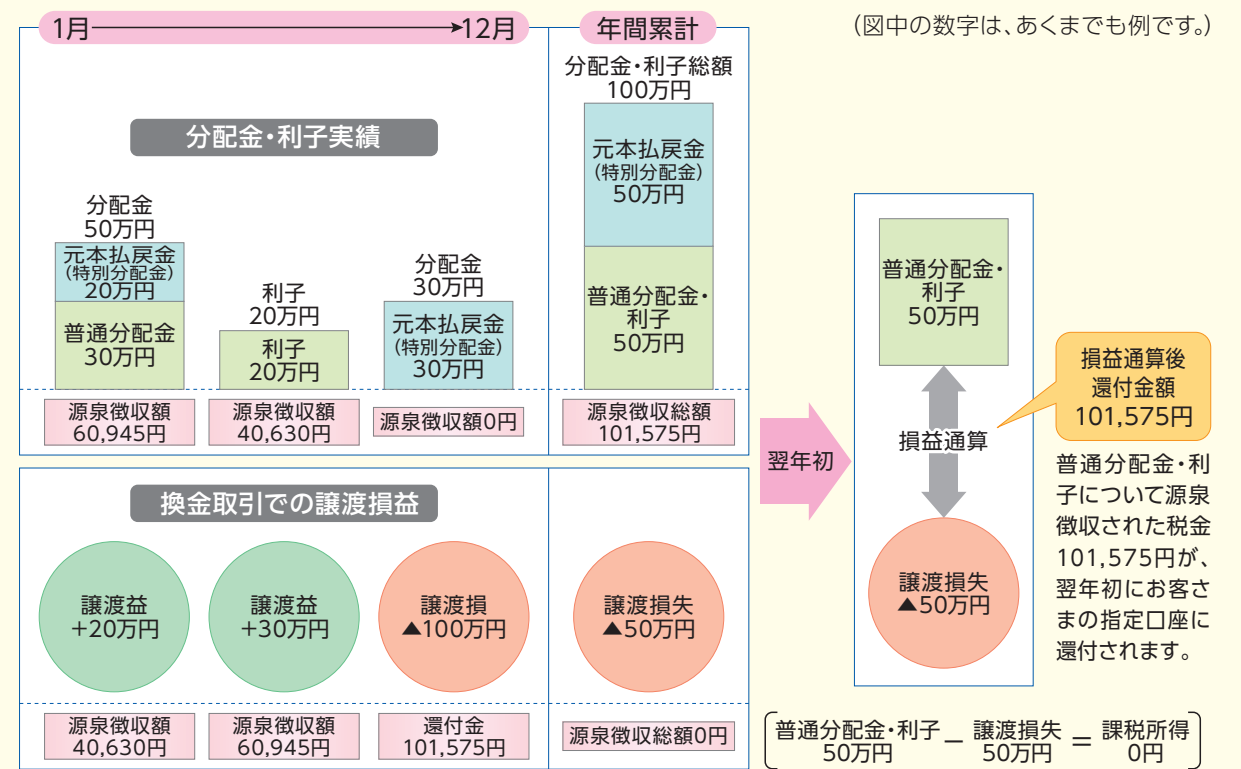 1月
12月
年間累計
(図中の数字は、あくまでも例です。)
分配金・利子実績
分配金
50万円
元本払戻金
(特別分配金)
20万円
普通分配金
30万円
利子
20万円
利子
20万円
分配金
30万円
元本払戻金
(特別分配金)
30万円
分配金・利子総額
100万円
元本払戻金
(特別分配金)
50万円
普通分配金・
利子
50万円
源泉徴収額
60,945円
源泉徴収額
40,630円
源泉徴収額0円
源泉徴収総額
101,575円
換金取引での譲渡損益
譲渡益
+20万円
譲渡益
+30万円
譲渡損
▲100万円
譲渡損失
▲50万円
源泉徴収額
40,630円
源泉徴収額
60,945円
還付金
101,575円
源泉徴収総額0円
翌年初
普通分配金・
利子
50万円
損益通算
譲渡損失
▲50万円
損益通算後
還付金額
101,575円
普通分配金・利
子について源泉
徴収された税金
101,575円が、
翌年初にお客さ
まの指定口座に
還付されます。
普通分配金・利子 − 譲渡損失 = 課税所得
50万円 50万円 0円